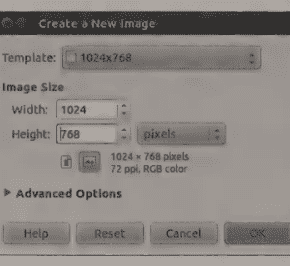 Create a New Image
Template: 1024x768
Image Size
Width: 1024
Height: 768 pixels
1024 × 768 pixels
72 ppi, RGB color
Advanced Options
Help Reset Cancel OK